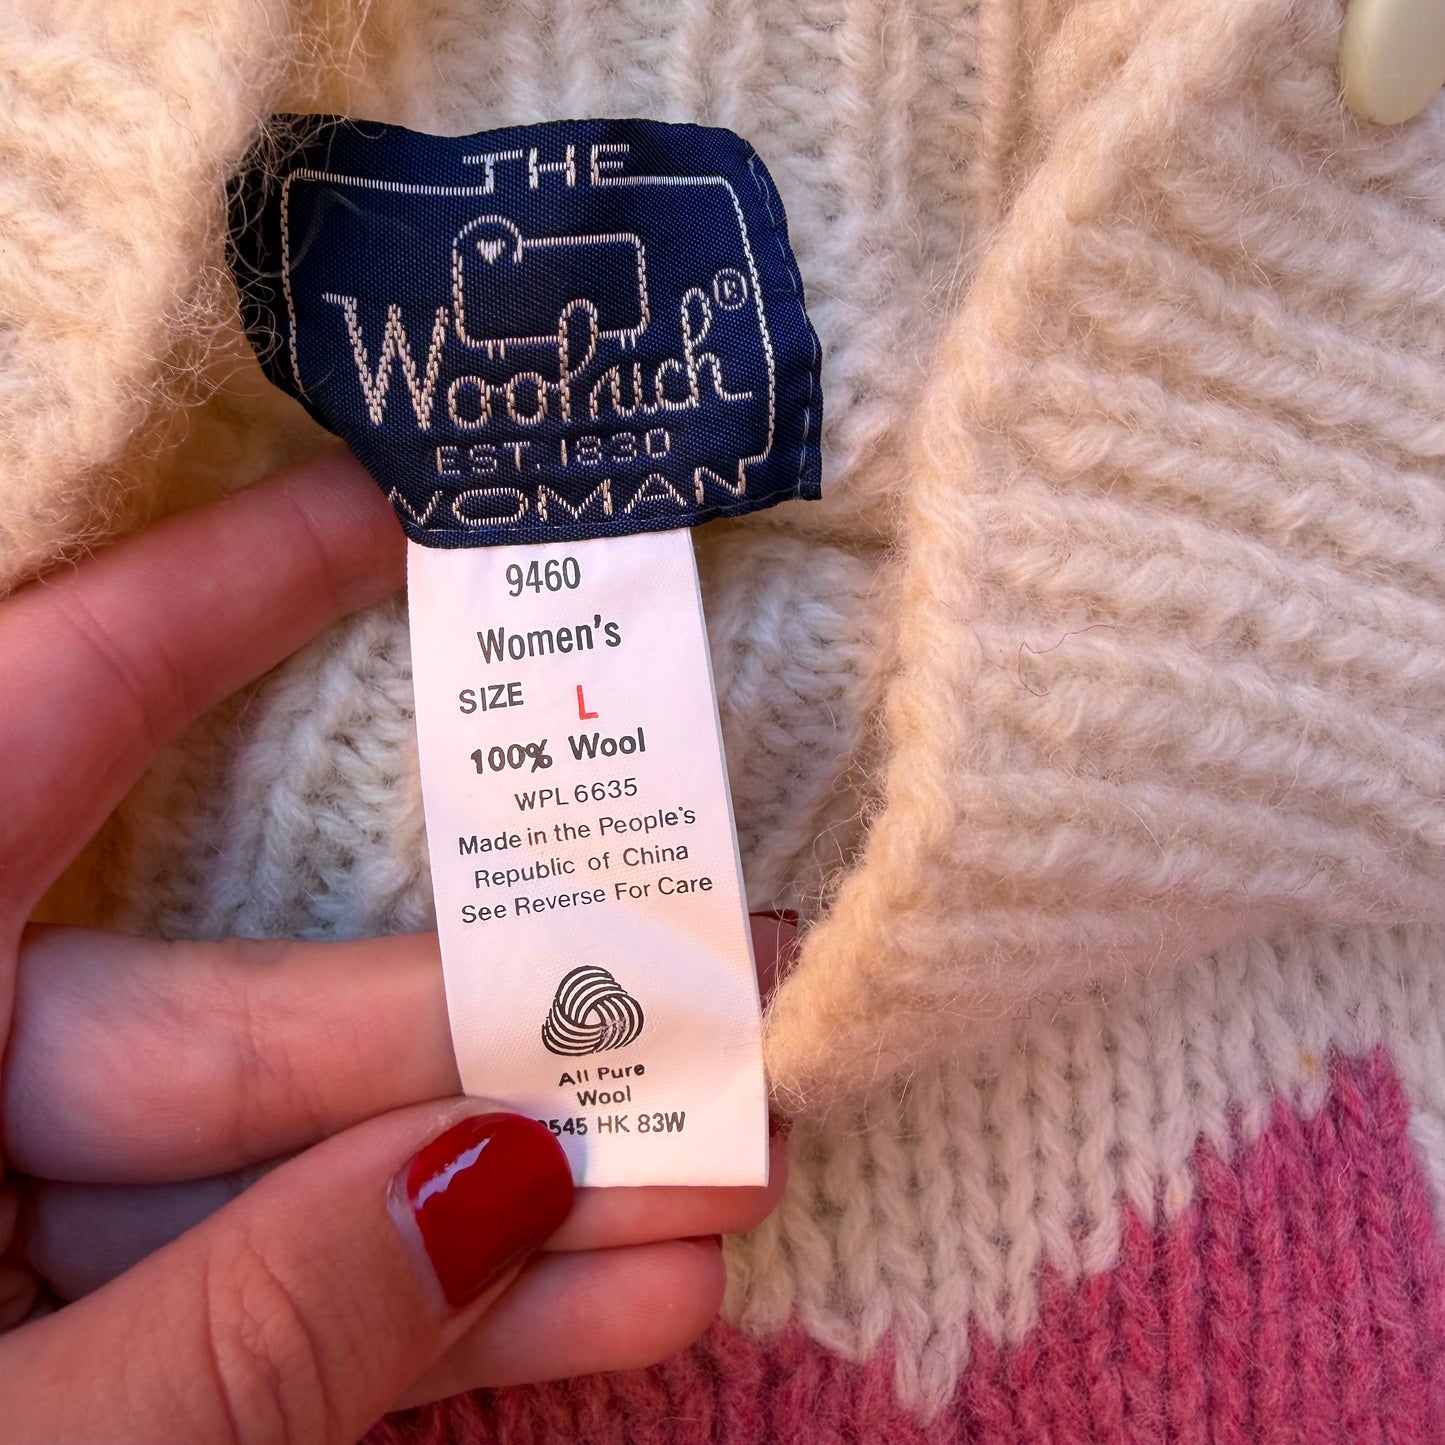 THE
Woolrich®
EST. 1830
WOMAN
9460
Women's
SIZE L
100% Wool
WPL 6635
Made in the People's
Republic of China
See Reverse For Care
All Pure
Wool
HK 83W